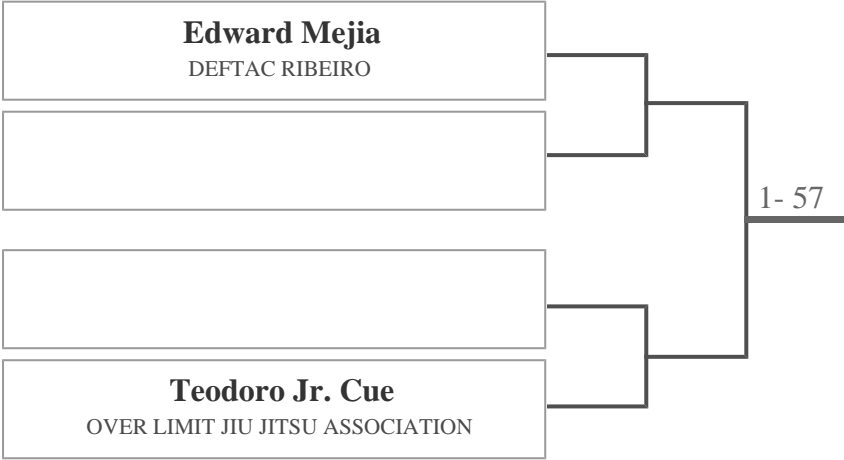 Edward Mejia
DEFTAC RIBEIRO
1- 57
Teodoro Jr. Cue
OVER LIMIT JIU JITSU ASSOCIATION